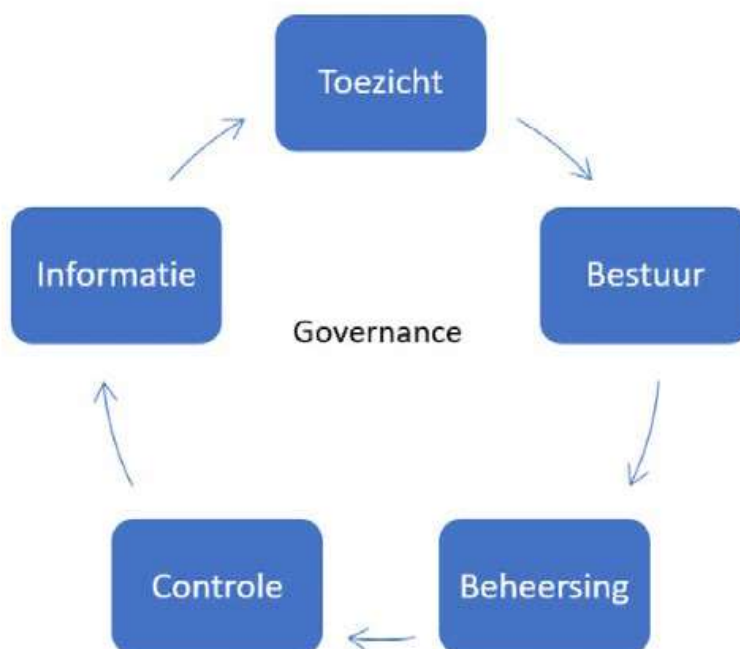 Toezicht
Bestuur
Beheersing
Controle
Informatie
Governance